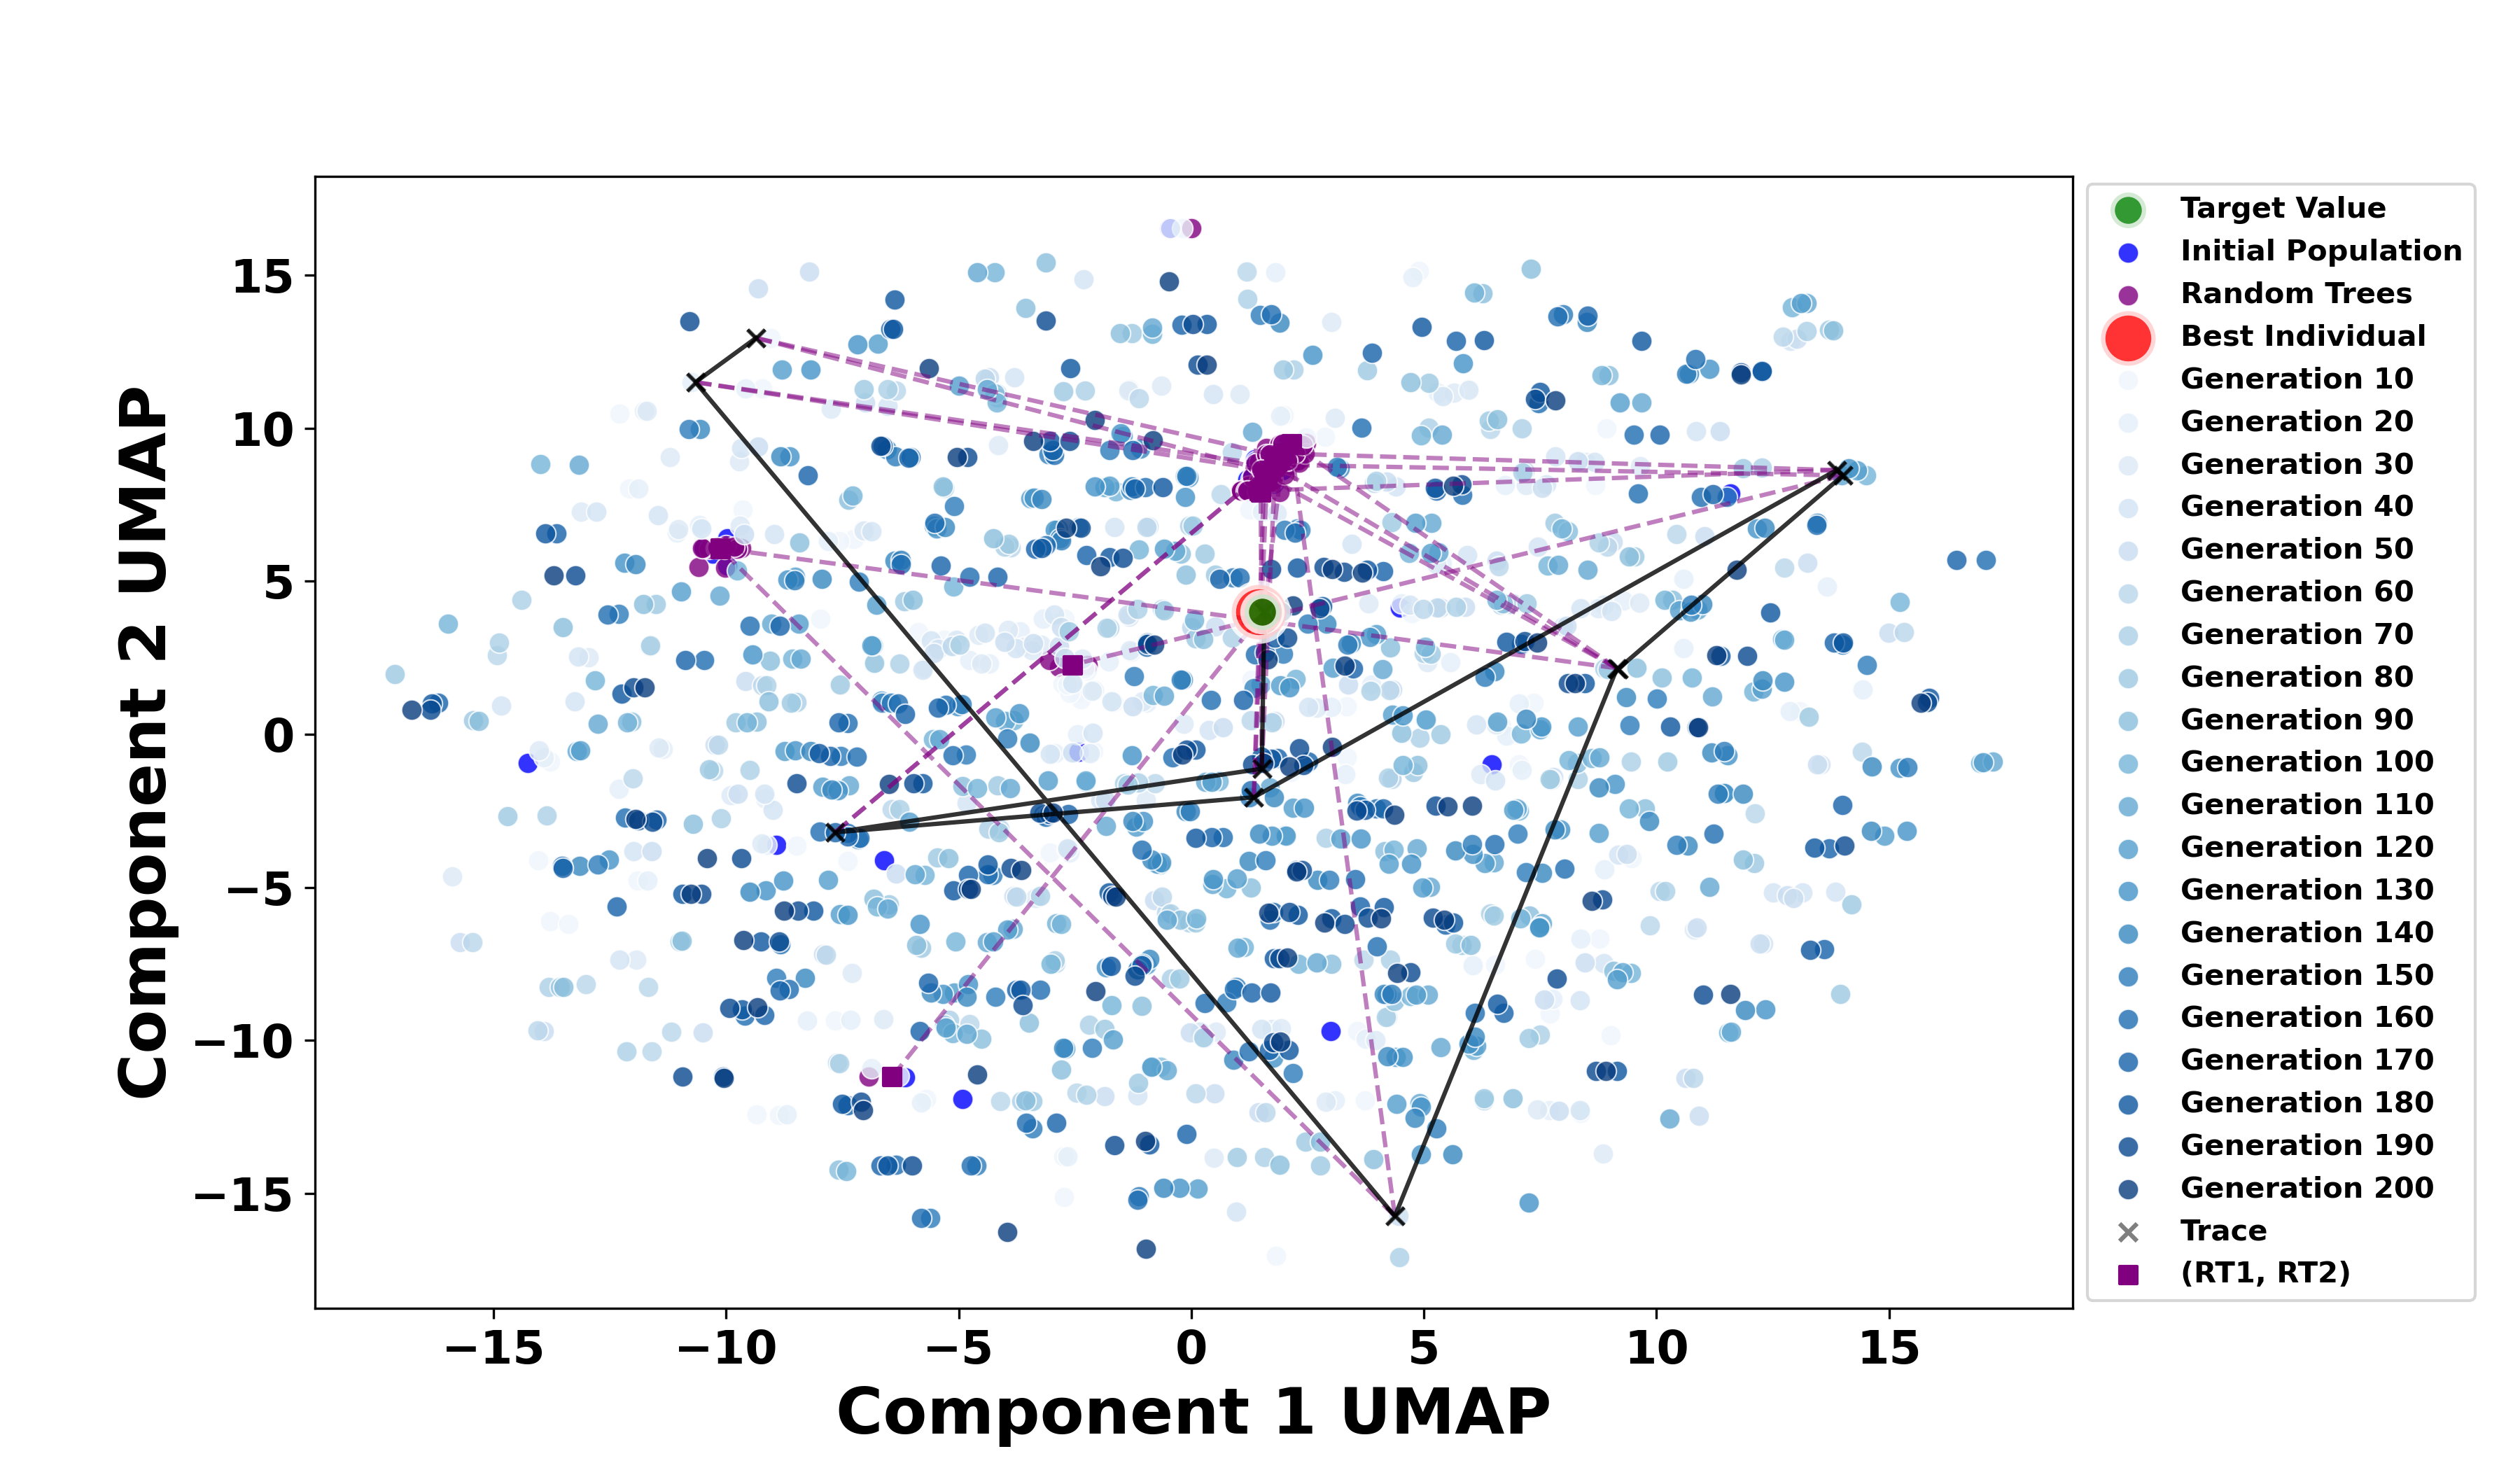 Component 2 UMAP
15
10
5
0
−5
−10
−15
−15
−10
−5
0
5
10
15
Component 1 UMAP
Target Value
Initial Population
Random Trees
Best Individual
Generation 10
Generation 20
Generation 30
Generation 40
Generation 50
Generation 60
Generation 70
Generation 80
Generation 90
Generation 100
Generation 110
Generation 120
Generation 130
Generation 140
Generation 150
Generation 160
Generation 170
Generation 180
Generation 190
Generation 200
Trace
(RT1, RT2)